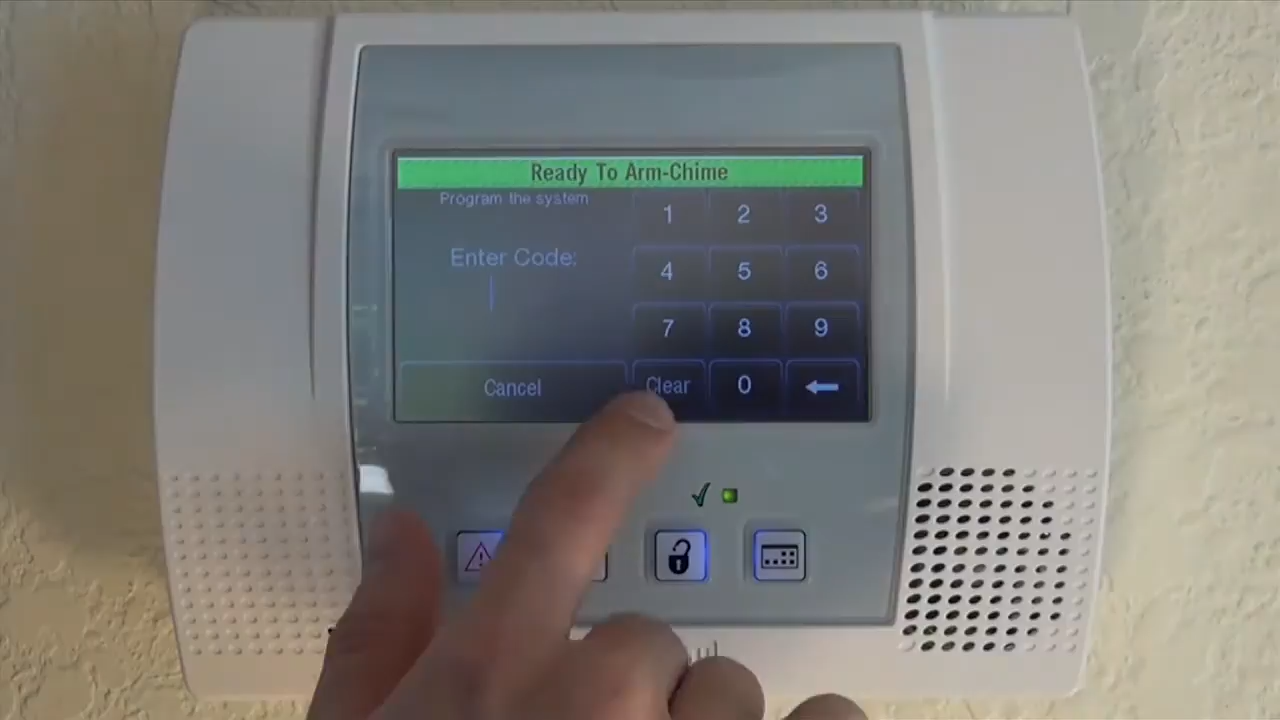 Ready To Arm-Chime
Program the system
Enter Code:
1 2 3
4 5 6
7 8 9
Cancel Clear 0